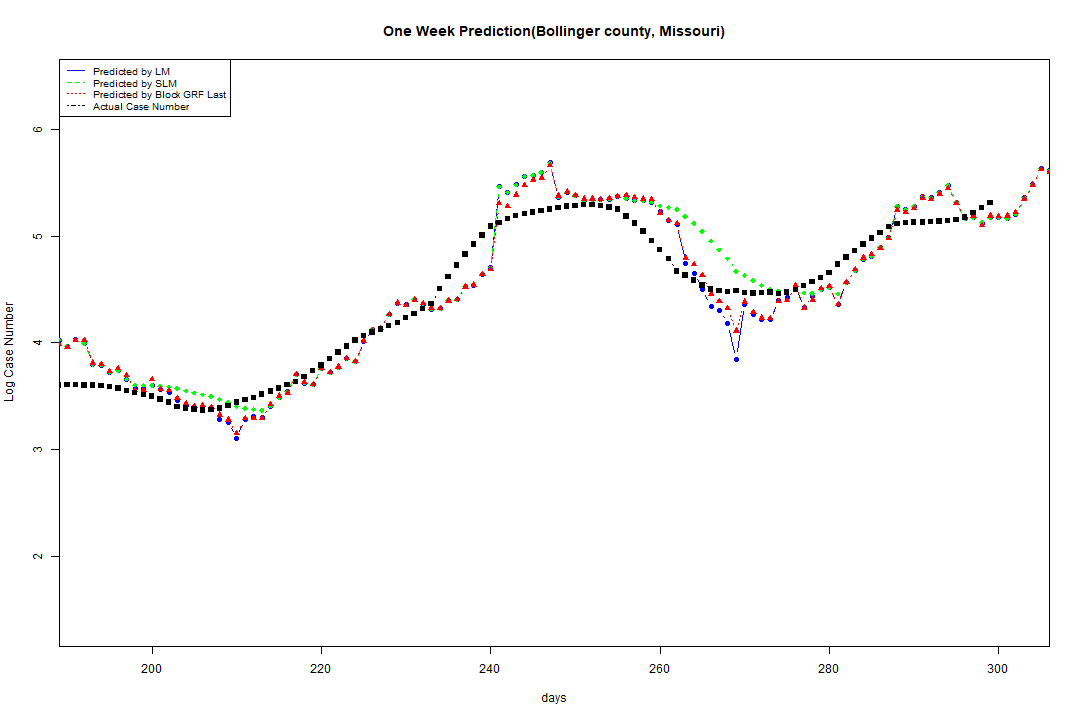 One Week Prediction(Bollinger county, Missouri)
Predicted by LM
Predicted by SLM
Predicted by Block GRF Last
Actual Case Number
6
5
4
3
2
Log Case Number
200 220 240 260 280 300
days